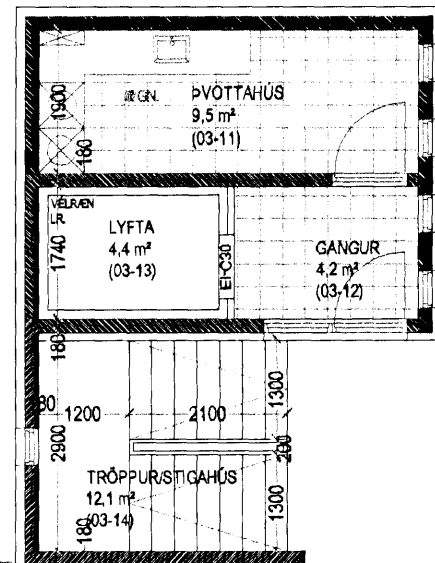 1900
GN.
ÞVOTTAHÚS
9,5 m²
(03-11)
180
VÉLRÆN
LR.
LYFTA
4,4 m²
(03-13)
1740
EI-C30
GANGUR
4,2 m²
(03-12)
180
1300
1200
2100
2900
200
TRÖPPUR/STIGAHÚS
12,1 m²
(03-14)
1300
180